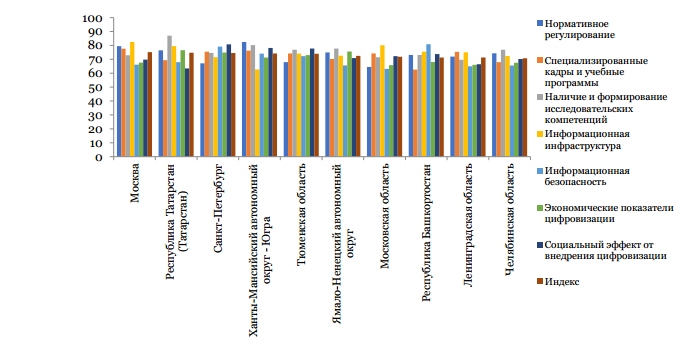 100
90
80
70
60
50
40
30
20
10
0
Москва
Республика Татарстан
(Татарстан)
Санкт-Петербург
Ханты-Мансийский автономный
округ - Югра
Тюменская область
Ямало-Ненецкий автономный
округ
Московская область
Республика Башкортостан
Ленинградская область
Челябинская область
Нормативное
регулирование
Специализированные
кадры и учебные
программы
Наличие и формирование
исследовательских
компетенций
Информационная
инфраструктура
Информационная
безопасность
Экономические показатели
цифровизации
Социальный эффект от
внедрения цифровизации
Индекс